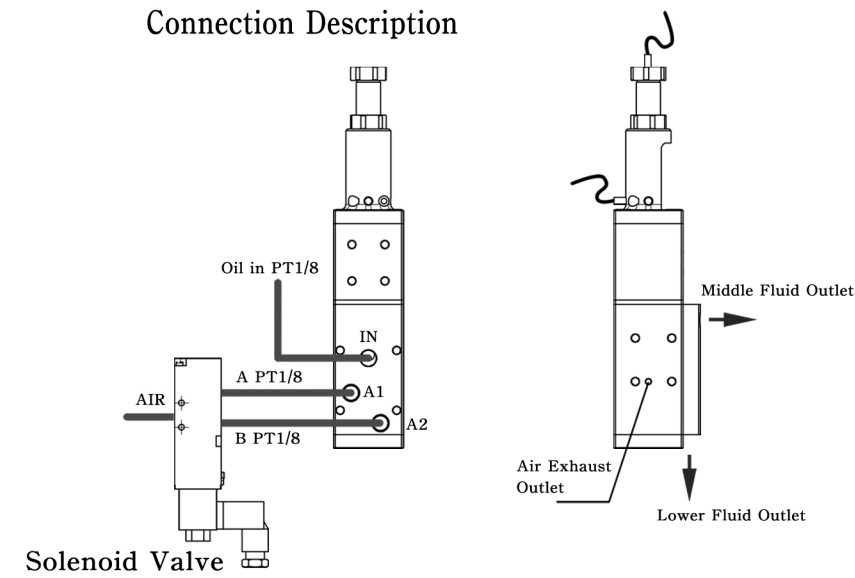 Connection Description
Oil in PT1/8
IN
A PT1/8
A1
AIR
B PT1/8
A2
Solenoid Valve
Middle Fluid Outlet
Air Exhaust
Outlet
Lower Fluid Outlet